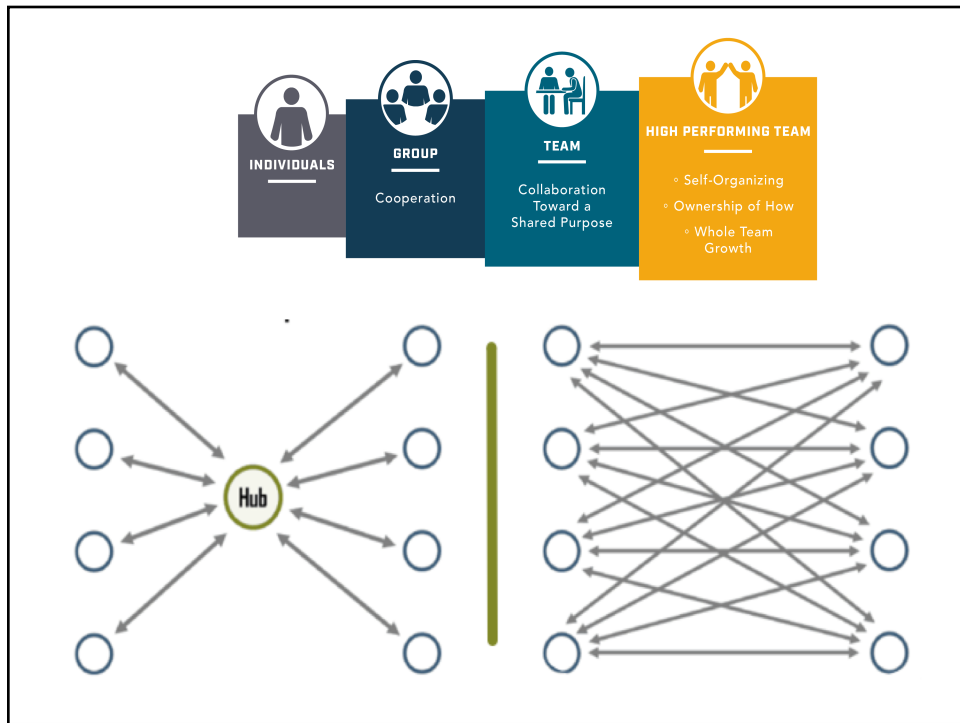 INDIVIDUALS
GROUP
Cooperation
TEAM
Collaboration
Toward a
Shared Purpose
HIGH PERFORMING TEAM
◦ Self-Organizing
◦ Ownership of How
◦ Whole Team
Growth
Hub